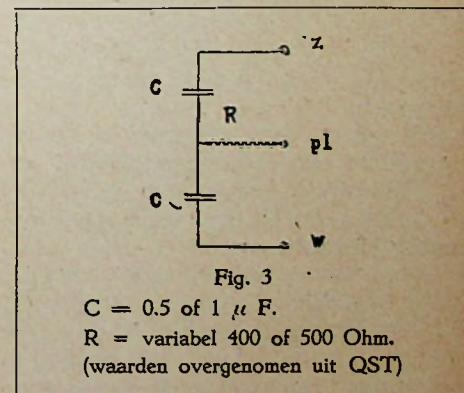 z
C
R
pl
C
w
Fig. 3
C = 0.5 of 1 µ F.
R = variabel 400 of 500 Ohm.
(waarden overgenomen uit QST)